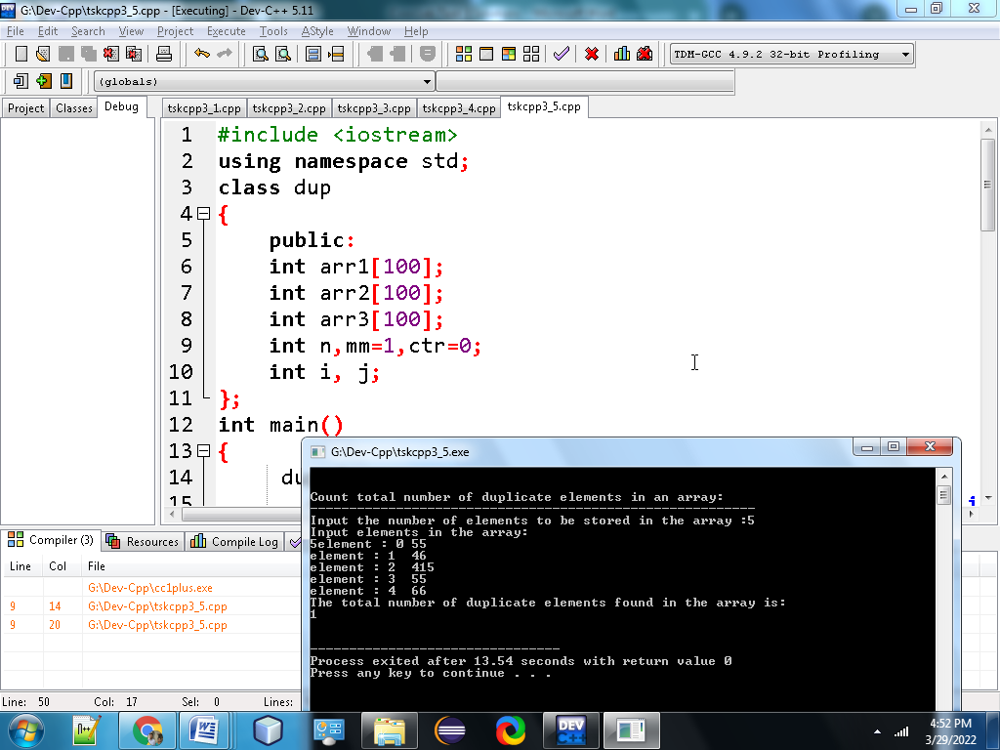 G:\Dev-Cpp\tskcpp3_5.cpp - [Executing] - Dev-C++ 5.11
File Edit Search View Project Execute Tools AStyle Window Help
TDM-GCC 4.9.2 32-bit Profiling
(globals)
Project Classes Debug
tskcpp3_1.cpp tskcpp3_2.cpp tskcpp3_3.cpp tskcpp3_4.cpp tskcpp3_5.cpp
1 #include <iostream>
2 using namespace std;
3 class dup
4 {
5 public:
6 int arr1[100];
7 int arr2[100];
8 int arr3[100];
9 int n,mm=1,ctr=0;
10 int i, j;
11 };
12 int main()
13 {
14 du
15
G:\Dev-Cpp\tskcpp3_5.exe
Count total number of duplicate elements in an array:
---------------------------------------------------------
Input the number of elements to be stored in the array :5
Input elements in the array:
5element : 0 55
element : 1  46
element : 2  415
element : 3  55
element : 4  66
The total number of duplicate elements found in the array is:
1
--------------------------------
Process exited after 13.54 seconds with return value 0
Press any key to continue . . .
Compiler (3) Resources Compile Log
Line Col File
G:\Dev-Cpp\cc1plus.exe
9 14 G:\Dev-Cpp\tskcpp3_5.cpp
9 20 G:\Dev-Cpp\tskcpp3_5.cpp
Line: 50 Col: 17 Sel: 0 Lines:
n++
W
DEV
C++
4:52 PM
3/29/2022